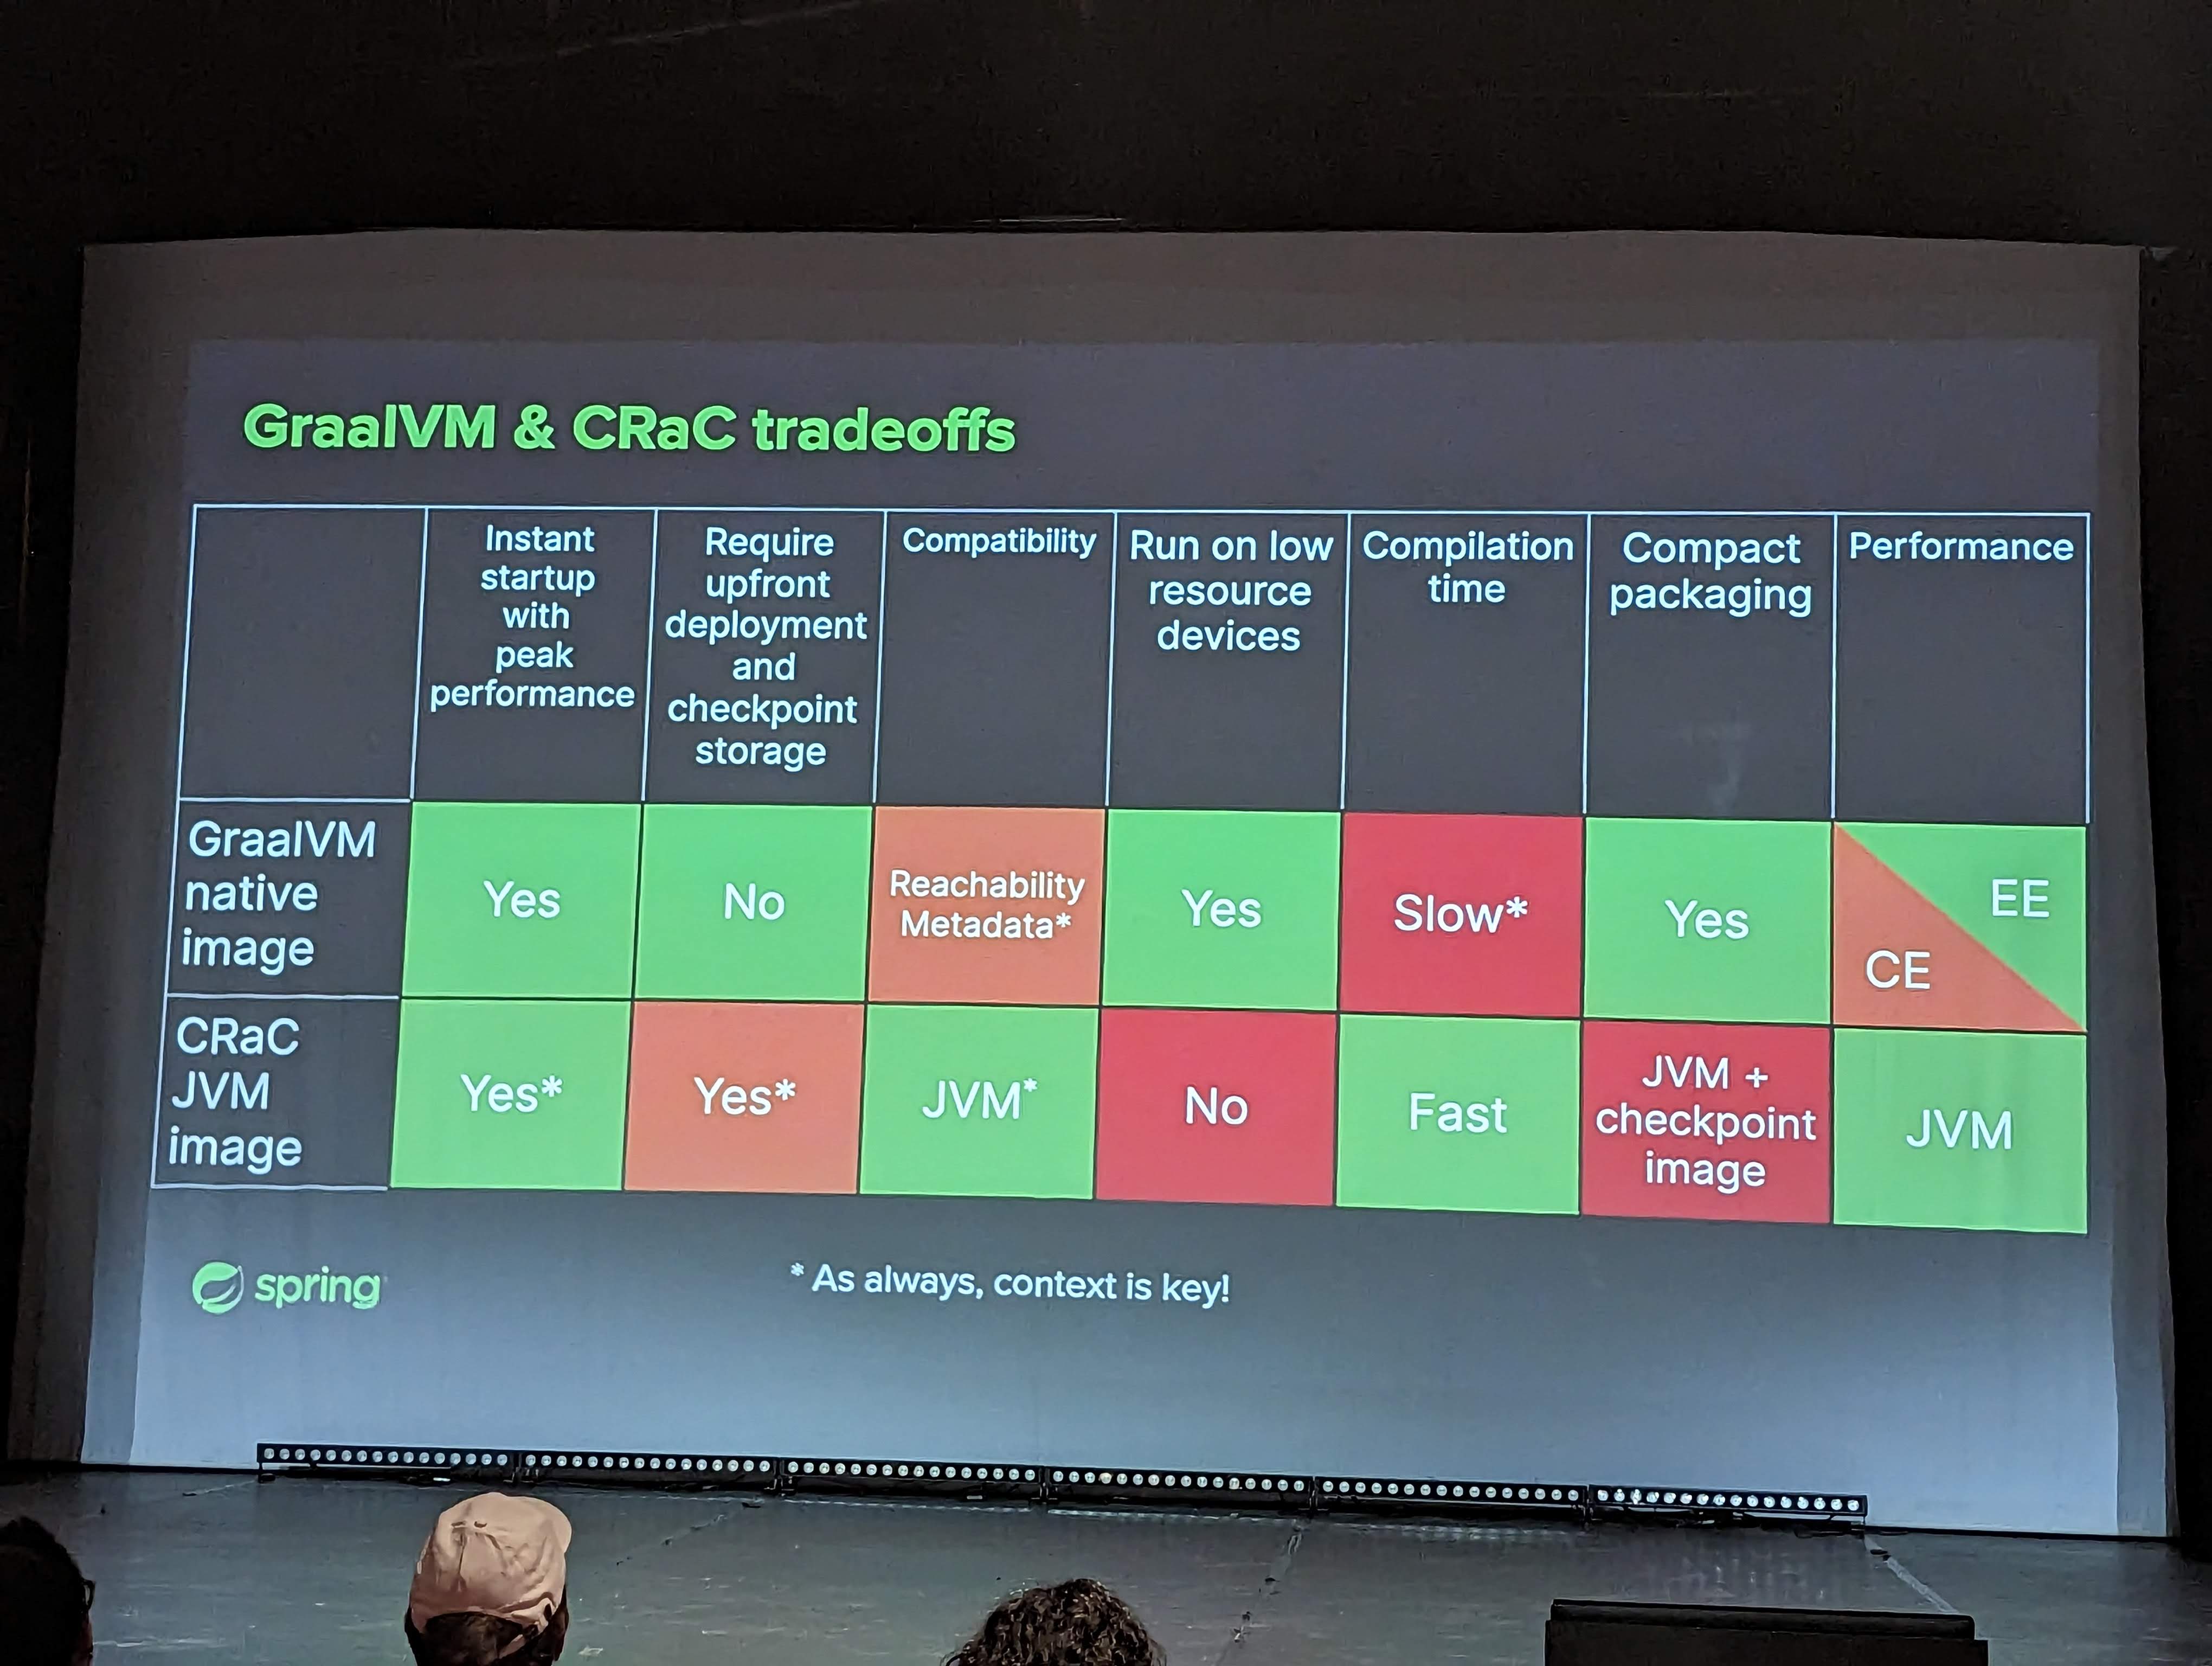 GraalVM & CRaC tradeoffs
Instant
startup
with
peak
performance
Require
upfront
deployment
and
checkpoint
storage
Compatibility
Run on low
resource
devices
Compilation
time
Compact
packaging
Performance
GraalVM
native
image
Yes
No
Reachability
Metadata*
Yes
Slow*
Yes
EE
CE
CRaC
JVM
image
Yes*
Yes*
JVM*
No
Fast
JVM +
checkpoint
image
JVM
spring
* As always, context is key!